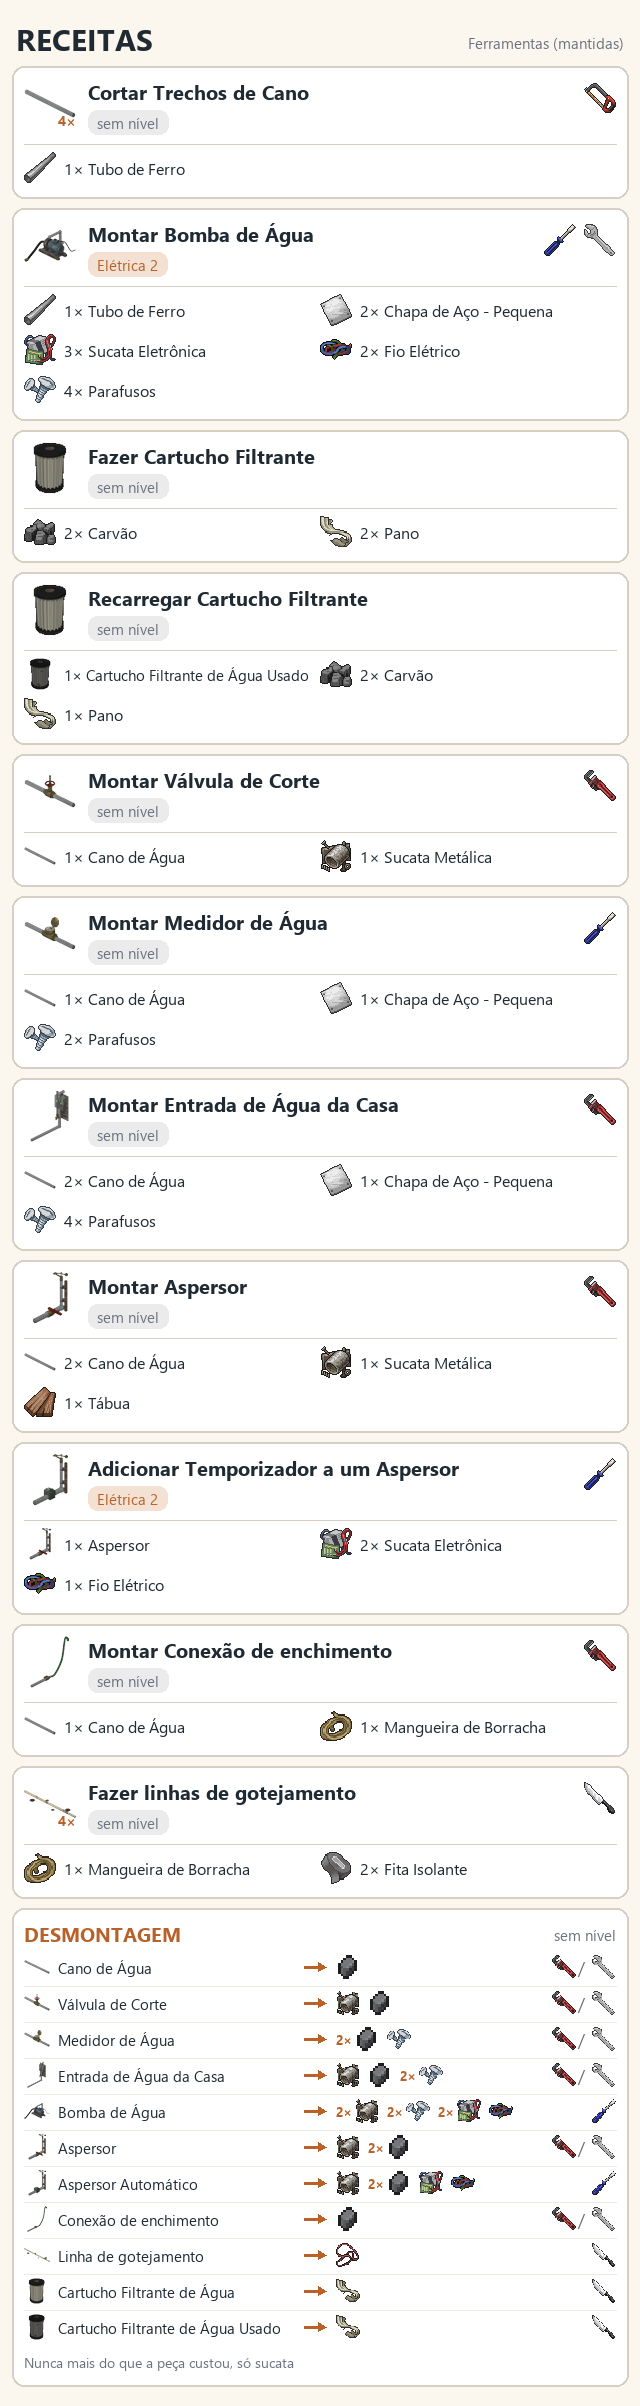 RECEITAS
Ferramentas (mantidas)
Cortar Trechos de Cano
4×
sem nível
1× Tubo de Ferro
Montar Bomba de Água
Elétrica 2
1× Tubo de Ferro
2× Chapa de Aço - Pequena
3× Sucata Eletrônica
2× Fio Elétrico
4× Parafusos
Fazer Cartucho Filtrante
sem nível
2× Carvão
2× Pano
Recarregar Cartucho Filtrante
sem nível
1× Cartucho Filtrante de Água Usado
2× Carvão
1× Pano
Montar Válvula de Corte
sem nível
1× Cano de Água
1× Sucata Metálica
Montar Medidor de Água
sem nível
1× Cano de Água
1× Chapa de Aço - Pequena
2× Parafusos
Montar Entrada de Água da Casa
sem nível
2× Cano de Água
1× Chapa de Aço - Pequena
4× Parafusos
Montar Aspersor
sem nível
2× Cano de Água
1× Sucata Metálica
1× Tábua
Adicionar Temporizador a um Aspersor
Elétrica 2
1× Aspersor
2× Sucata Eletrônica
1× Fio Elétrico
Montar Conexão de enchimento
sem nível
1× Cano de Água
1× Mangueira de Borracha
Fazer linhas de gotejamento
4×
sem nível
1× Mangueira de Borracha
2× Fita Isolante
DESMONTAGEM
sem nível
Cano de Água /
Válvula de Corte /
Medidor de Água 2× /
Entrada de Água da Casa 2× /
Bomba de Água 2× 2× 2×
Aspersor 2× /
Aspersor Automático 2×
Conexão de enchimento /
Linha de gotejamento
Cartucho Filtrante de Água
Cartucho Filtrante de Água Usado
Nunca mais do que a peça custou, só sucata